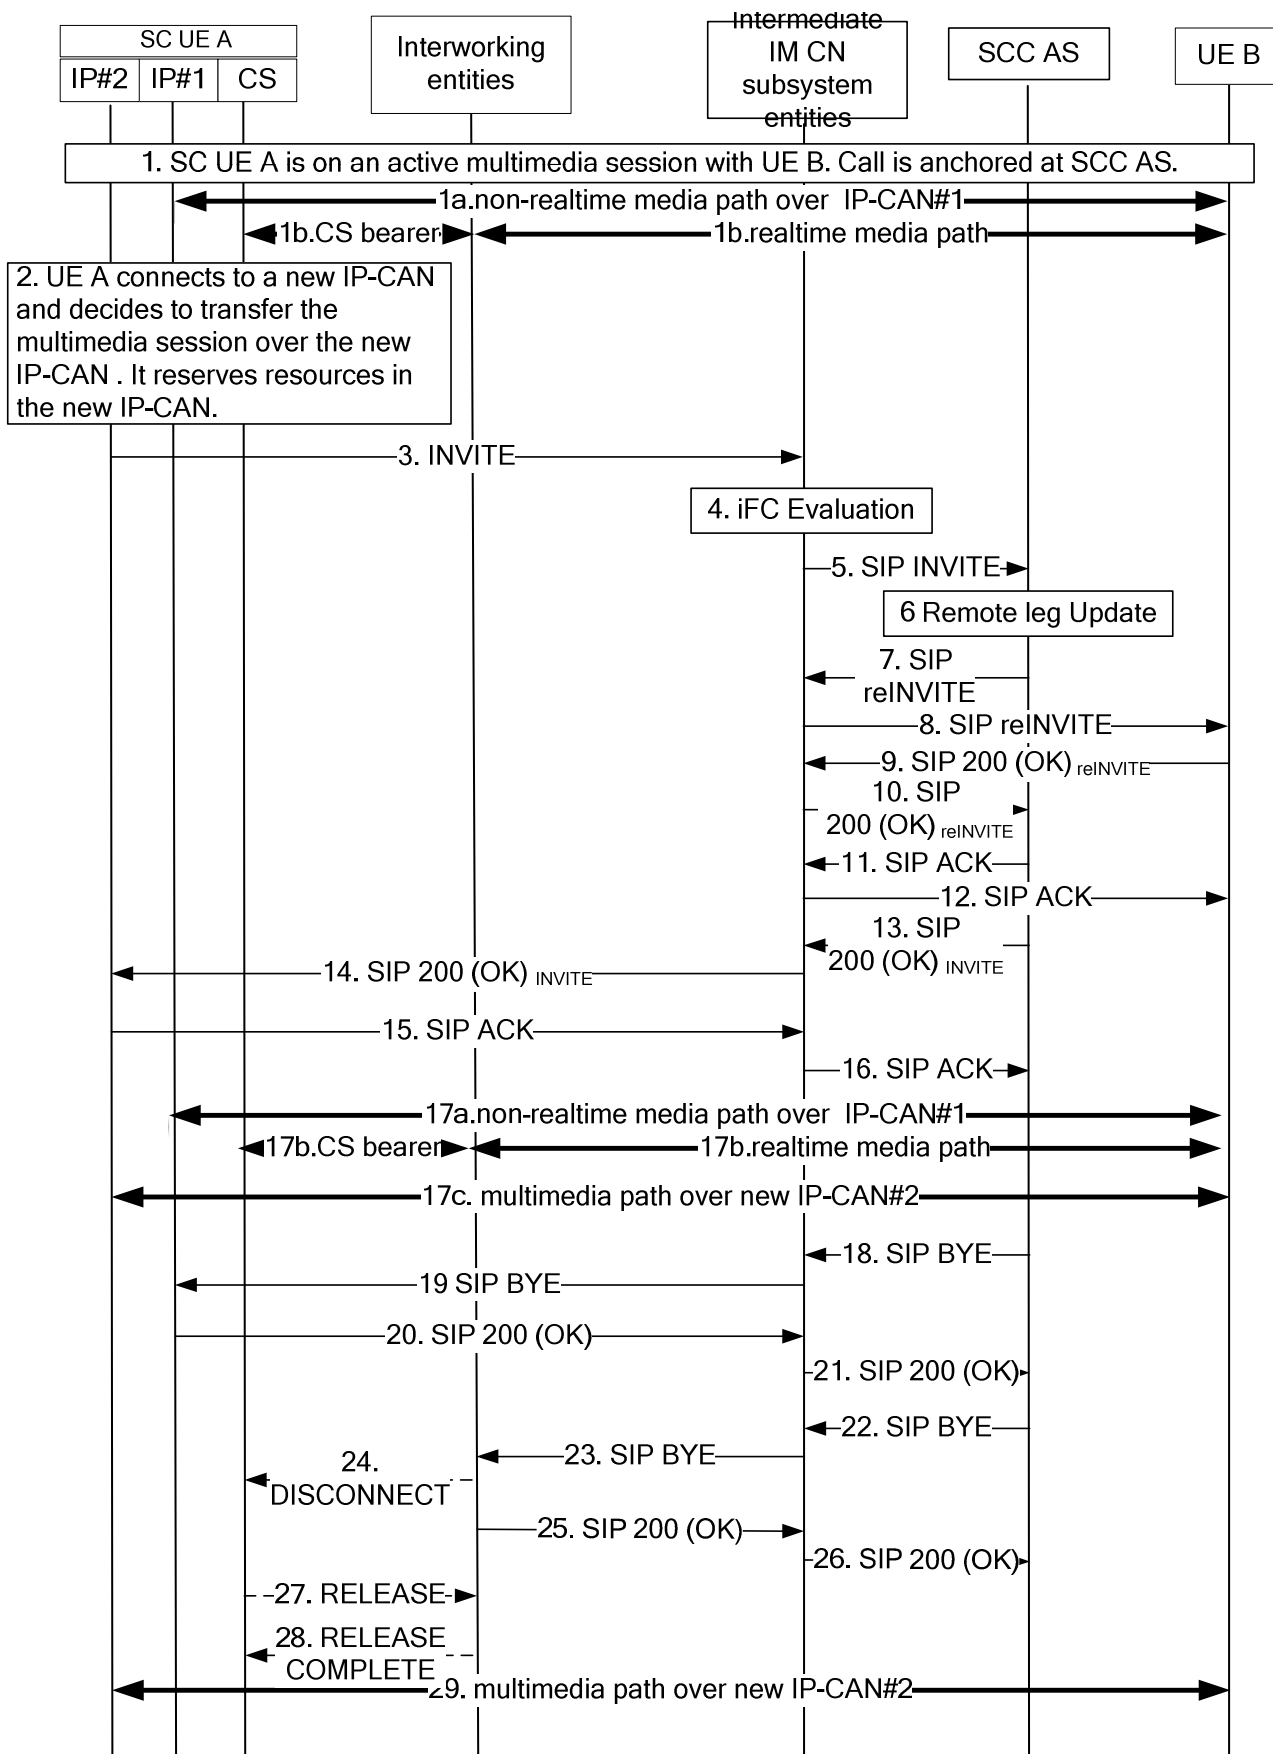 SC UE A
IP#2
IP#1
CS
Interworking
entities
Intermediate
IM CN
subsystem
entities
SCC AS
UE B
1. SC UE A is on an active multimedia session with UE B. Call is anchored at SCC AS.
1a.non-realtime media path over  IP-CAN#1
1b.CS bearer
1b.realtime media path
2. UE A connects to a new IP-CAN
and decides to transfer the
multimedia session over the new
IP-CAN . It reserves resources in
the new IP-CAN.
3. INVITE
4. iFC Evaluation
5. SIP INVITE
6 Remote leg Update
7. SIP
reINVITE
8. SIP reINVITE
9. SIP 200 (OK) reINVITE
10. SIP
200 (OK) reINVITE
11. SIP ACK
12. SIP ACK
13. SIP
200 (OK) INVITE
14. SIP 200 (OK) INVITE
15. SIP ACK
16. SIP ACK
17a.non-realtime media path over  IP-CAN#1
17b.CS bearer
17b.realtime media path
17c. multimedia path over new IP-CAN#2
18. SIP BYE
19 SIP BYE
20. SIP 200 (OK)
21. SIP 200 (OK)
22. SIP BYE
23. SIP BYE
24.
DISCONNECT
25. SIP 200 (OK)
26. SIP 200 (OK)
27. RELEASE
28. RELEASE
COMPLETE
29. multimedia path over new IP-CAN#2